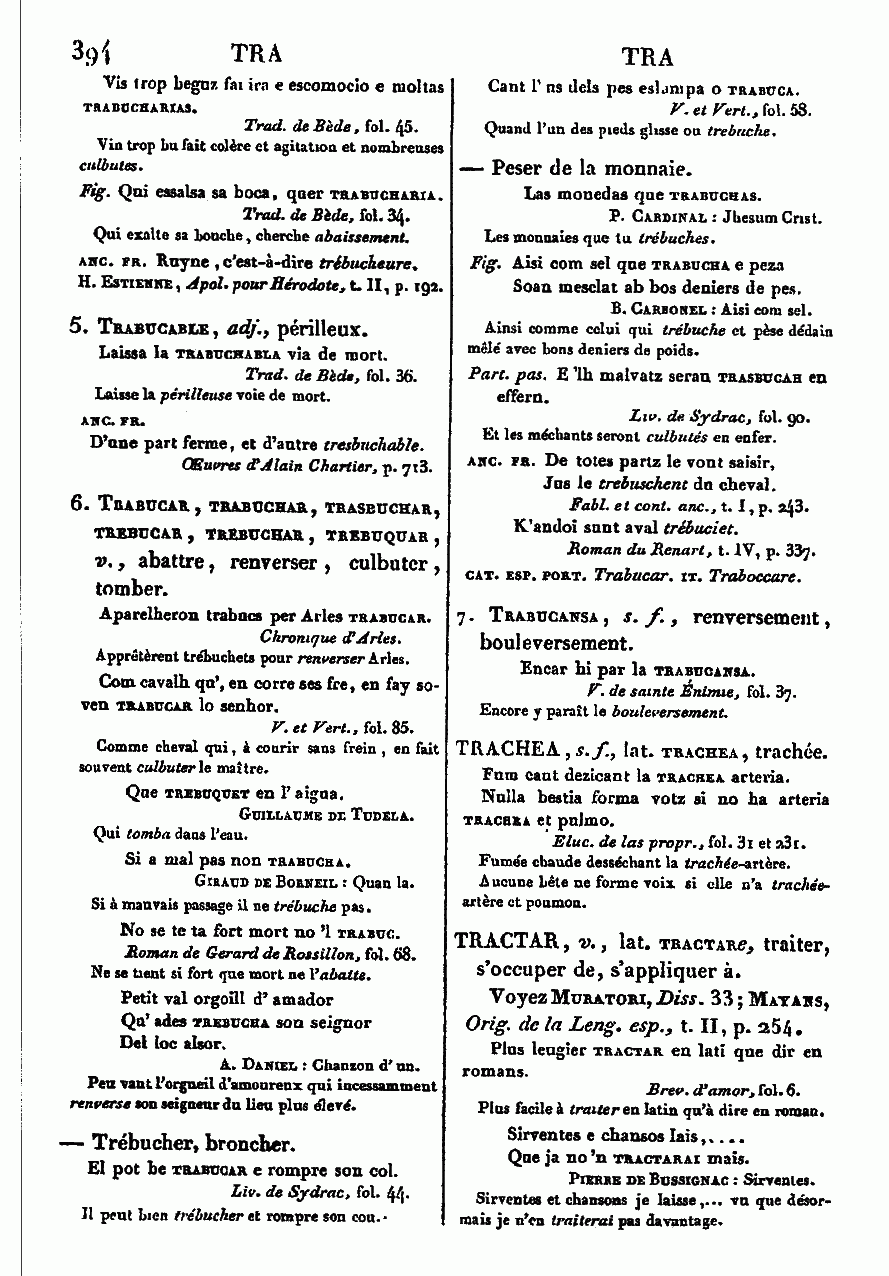 394 TRA
Vis trop beguz fai ira e escomocio e moltas
TRABUCHARIAS.
Trad. de Bède, fol. 45.
Vin trop bu fait colère et agitation et nombreuses
culbutes.
Fig. Qui essalsa sa boca, quer TRABUCHARIA.
Trad. de Bède, fol. 34.
Qui exalte sa bouche, cherche abaissement.
ANC. FR. Ruyne, c'est-à-dire trébucheure.
H. ESTIENNE, Apol. pour Hérodote, t. II, p. 192.
5. TRABUCABLE, adj., périlleux.
Laissa la TRABUCHABLA via de mort.
Trad. de Bède, fol. 36.
Laisse la périlleuse voie de mort.
ANC. FR.
D'une part ferme, et d'autre tresbuchable.
Œuvres d'Alain Chartier, p. 713.
6. TRABUCAR, TRABUCHAR, TRASBUCHAR,
TREBUCAR, TREBUCHAR, TREBUQUAR,
v., abattre, renverser, culbuter,
tomber.
Aparelheron trabucs per Arles TRABUCAR.
Chronique d'Arles.
Apprêtèrent trébuchets pour renverser Arles.
Com cavalh qu', en corre ses fre, en fay so-
ven TRABUCAR lo senhor.
V. et Vert., fol. 85.
Comme cheval qui, à courir sans frein, en fait
souvent culbuter le maître.
Que TREBUQUET en l' aigua.
GUILLAUME DE TUDELA.
Qui tomba dans l'eau.
Si a mal pas non TRABUCHA.
GIRAUD DE BORNEIL : Quan la.
Si à mauvais passage il ne trébuche pas.
No se te ta fort mort no 'l TRABUC.
Roman de Gerard de Rossillon, fol. 68.
Ne se tient si fort que mort ne l'abatte.
Petit val orgoill d' amador
Qu' ades TREBUCHA son seignor
Del loc alsor.
A. DANIEL : Chanzon d' un.
Peu vaut l'orgueil d'amoureux qui incessamment
renverse son seigneur du lieu plus élevé.
— Trébucher, broncher.
El pot be TRABUCAR e rompre son col.
Liv. de Sydrac, fol. 44.
Il peut bien trébucher et rompre son cou.
TRA
Cant l' us dels pes eslampa o TRABUCA.
V. et Vert., fol. 58.
Quand l'un des pieds glisse ou trebuche.
— Peser de la monnaie.
Las monedas que TRABUCHAS.
P. CARDINAL : Jhesum Crist.
Les monnaies que tu trébuches.
Fig. Aisi com sel que TRABUCHA e peza
Soan mesclat ab bos deniers de pes.
B. CARBONEL : Aisi com sel.
Ainsi comme celui qui trébuche et pèse dédain
mêlé avec bons deniers de poids.
Part. pas. E 'lh malvatz seran TRASBUCAH en
effern.
Liv. de Sydrac, fol. 90.
Et les méchants seront culbutés en enfer.
ANC. FR. De totes partz le vont saisir,
Jus le trebuschent du cheval.
Fabl. et cont. anc., t. I, p. 243.
K'andoi sunt aval trébuciet.
Roman du Renart, t. IV, p. 337.
CAT. ESP. PORT. Trabucar. IT. Traboccare.
7. TRABUCANSA, s. f., renversement,
bouleversement.
Encar hi par la TRABUCANSA.
V. de sainte Énimie, fol. 37.
Encore y paraît le bouleversement.
TRACHEA, s. f., lat. TRACHEA, trachée.
Fum caut dezicant la TRACHEA arteria.
Nulla bestia forma votz si no ha arteria
TRACHEA et pulmo.
Eluc. de las propr., fol. 31 et 231.
Fumée chaude desséchant la trachée-artère.
Aucune bête ne forme voix si elle n'a trachée-
artère et poumon.
TRACTAR, v., lat. TRACTARe, traiter,
s'occuper de, s'appliquer à.
Voyez MURATORI, Diss. 33; MAYANS,
Orig. de la Leng. esp., t. II, p. 254.
Plus leugier TRACTAR en lati que dir en
romans.
Brev. d'amor, fol. 6.
Plus facile à traiter en latin qu'à dire en roman.
Sirventes e chansos lais,....
Que ja no 'n TRACTARAI mais.
PIERRE DE BUSSIGNAC : Sirventes.
Sirventes et chansons je laisse,... vu que désor-
mais je n'en traiterai pas davantage.